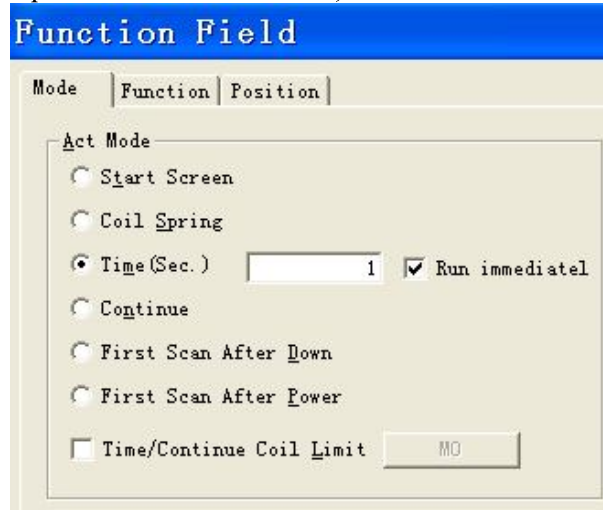 Function Field
Mode Function Position
Act Mode
Start Screen
Coil Spring
Time(Sec.) 1 Run immediatel
Continue
First Scan After Down
First Scan After Power
Time/Continue Coil Limit M0